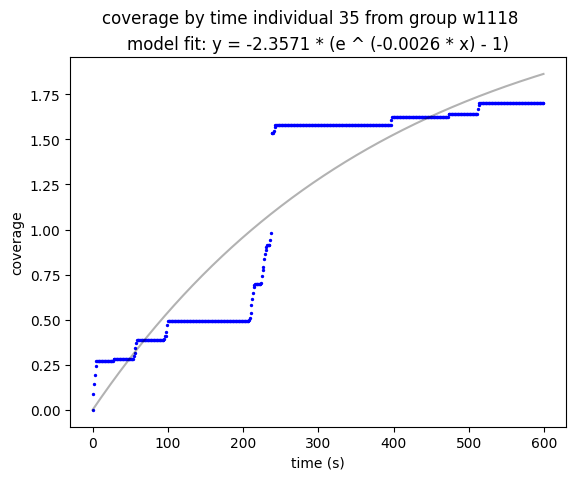 coverage by time individual 35 from group w1118
model fit: y = -2.3571 * (e ^ (-0.0026 * x) - 1)
coverage
1.75
1.50
1.25
1.00
0.75
0.50
0.25
0.00
0 100 200 300 400 500 600
time (s)